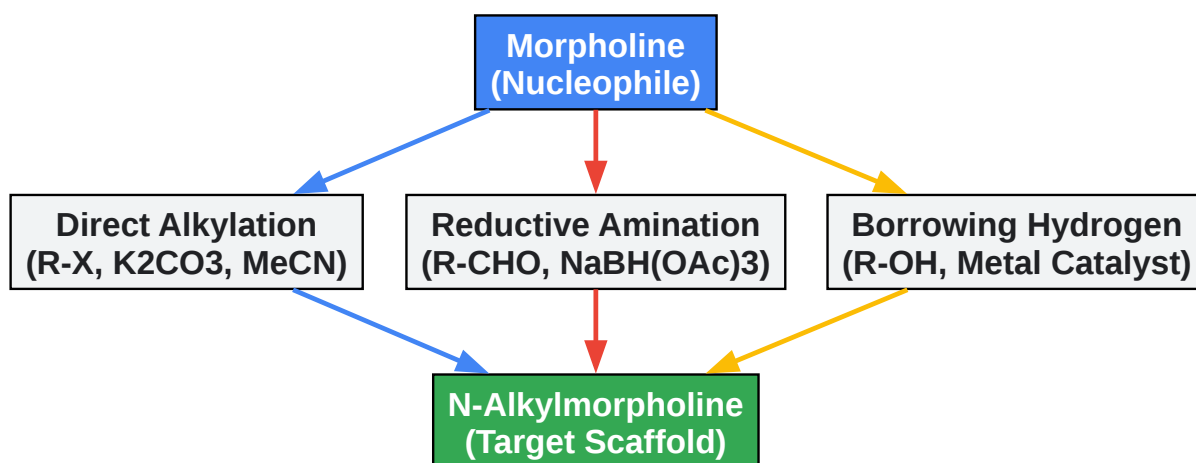 Morpholine
(Nucleophile)
Direct Alkylation
(R-X, K2CO3, MeCN)
Reductive Amination
(R-CHO, NaBH(OAc)3)
Borrowing Hydrogen
(R-OH, Metal Catalyst)
N-Alkylmorpholine
(Target Scaffold)